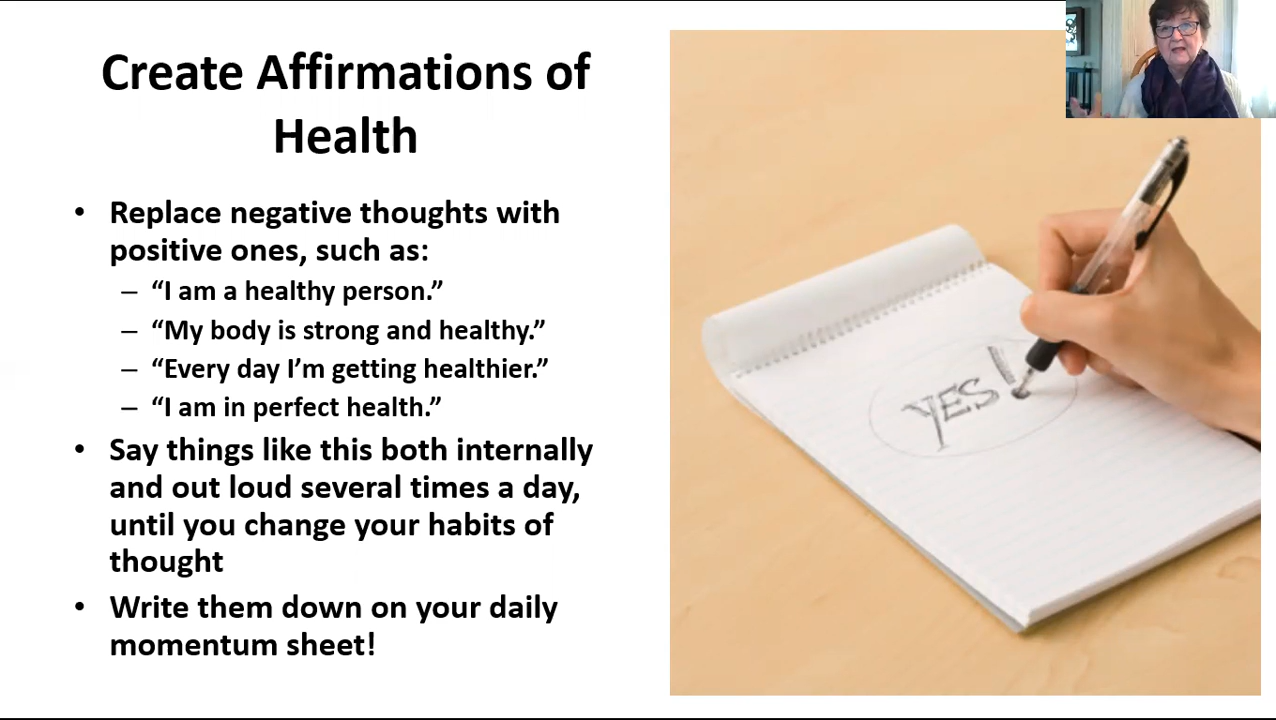 Create Affirmations of
Health
• Replace negative thoughts with
positive ones, such as:
– “I am a healthy person.”
– “My body is strong and healthy.”
– “Every day I’m getting healthier.”
– “I am in perfect health.”
• Say things like this both internally
and out loud several times a day,
until you change your habits of
thought
• Write them down on your daily
momentum sheet!
YES!